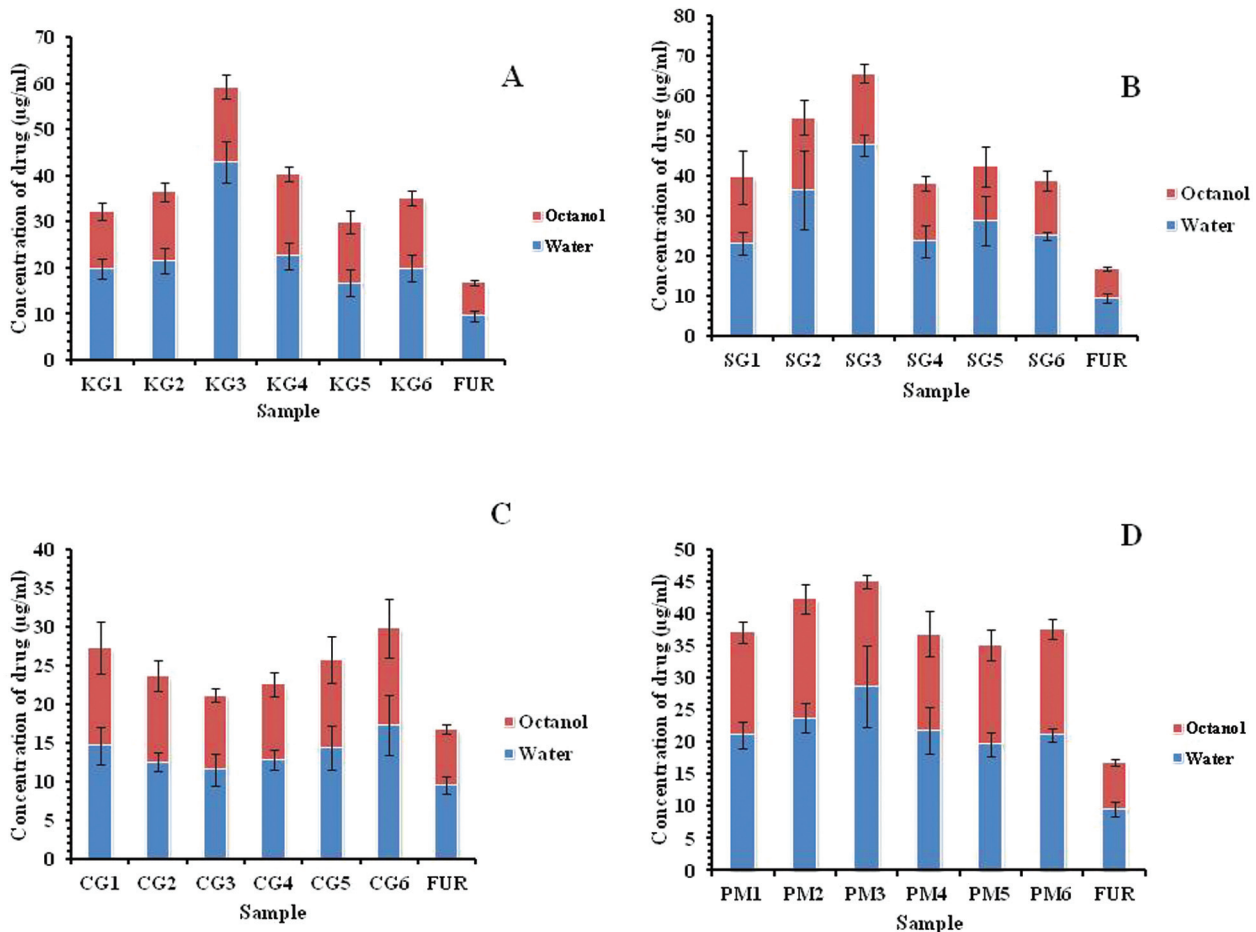 A
Concentration of drug (µg/ml)
70
60
50
40
30
20
10
0
KG1 KG2 KG3 KG4 KG5 KG6 FUR
Sample
Octanol
Water
B
Concentration of drug (µg/ml)
80
70
60
50
40
30
20
10
0
SG1 SG2 SG3 SG4 SG5 SG6 FUR
Sample
Octanol
Water
C
Concentration of drug (µg/ml)
40
35
30
25
20
15
10
5
0
CG1 CG2 CG3 CG4 CG5 CG6 FUR
Sample
Octanol
Water
D
Concentration of drug (µg/ml)
50
45
40
35
30
25
20
15
10
5
0
PM1 PM2 PM3 PM4 PM5 PM6 FUR
Sample
Octanol
Water